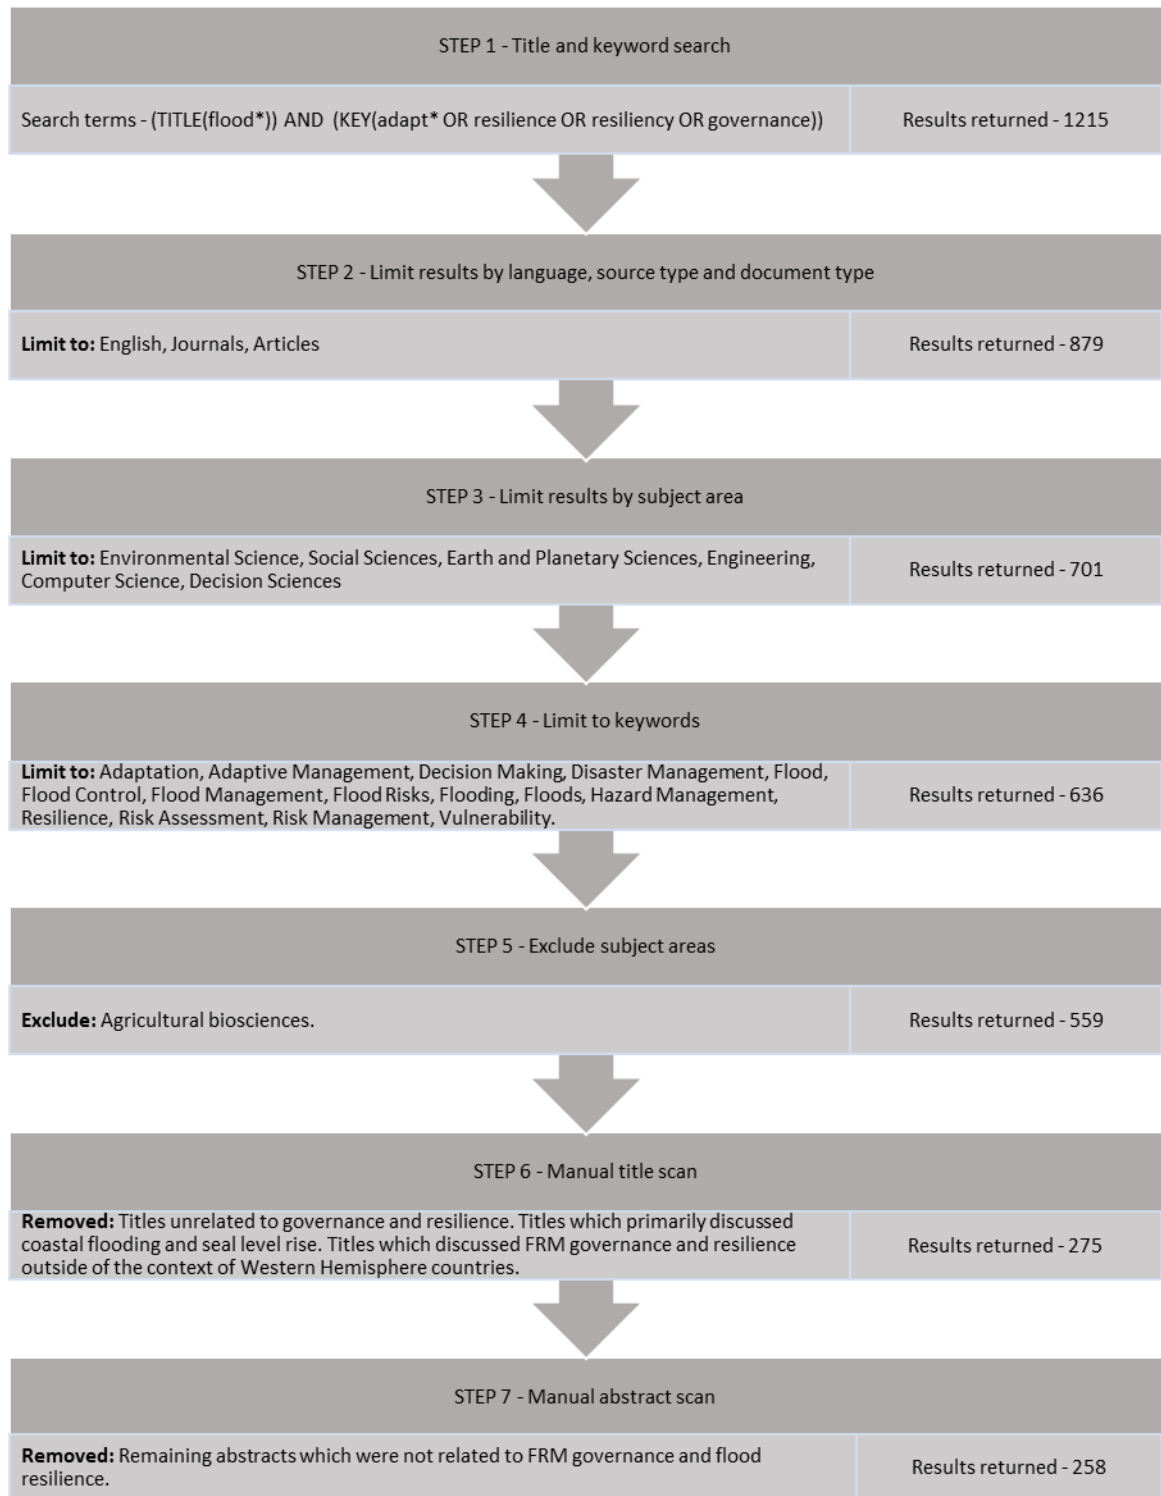 STEP 1 - Title and keyword search
Search terms - (TITLE(flood*)) AND (KEY(adapt* OR resilience OR resiliency OR governance))
Results returned - 1215
STEP 2 - Limit results by language, source type and document type
Limit to: English, Journals, Articles
Results returned - 879
STEP 3 - Limit results by subject area
Limit to: Environmental Science, Social Sciences, Earth and Planetary Sciences, Engineering,
Computer Science, Decision Sciences
Results returned - 701
STEP 4 - Limit to keywords
Limit to: Adaptation, Adaptive Management, Decision Making, Disaster Management, Flood,
Flood Control, Flood Management, Flood Risks, Flooding, Floods, Hazard Management,
Resilience, Risk Assessment, Risk Management, Vulnerability.
Results returned - 636
STEP 5 - Exclude subject areas
Exclude: Agricultural biosciences.
Results returned - 559
STEP 6 - Manual title scan
Removed: Titles unrelated to governance and resilience. Titles which primarily discussed
coastal flooding and seal level rise. Titles which discussed FRM governance and resilience
outside of the context of Western Hemisphere countries.
Results returned - 275
STEP 7 - Manual abstract scan
Removed: Remaining abstracts which were not related to FRM governance and flood
resilience.
Results returned - 258